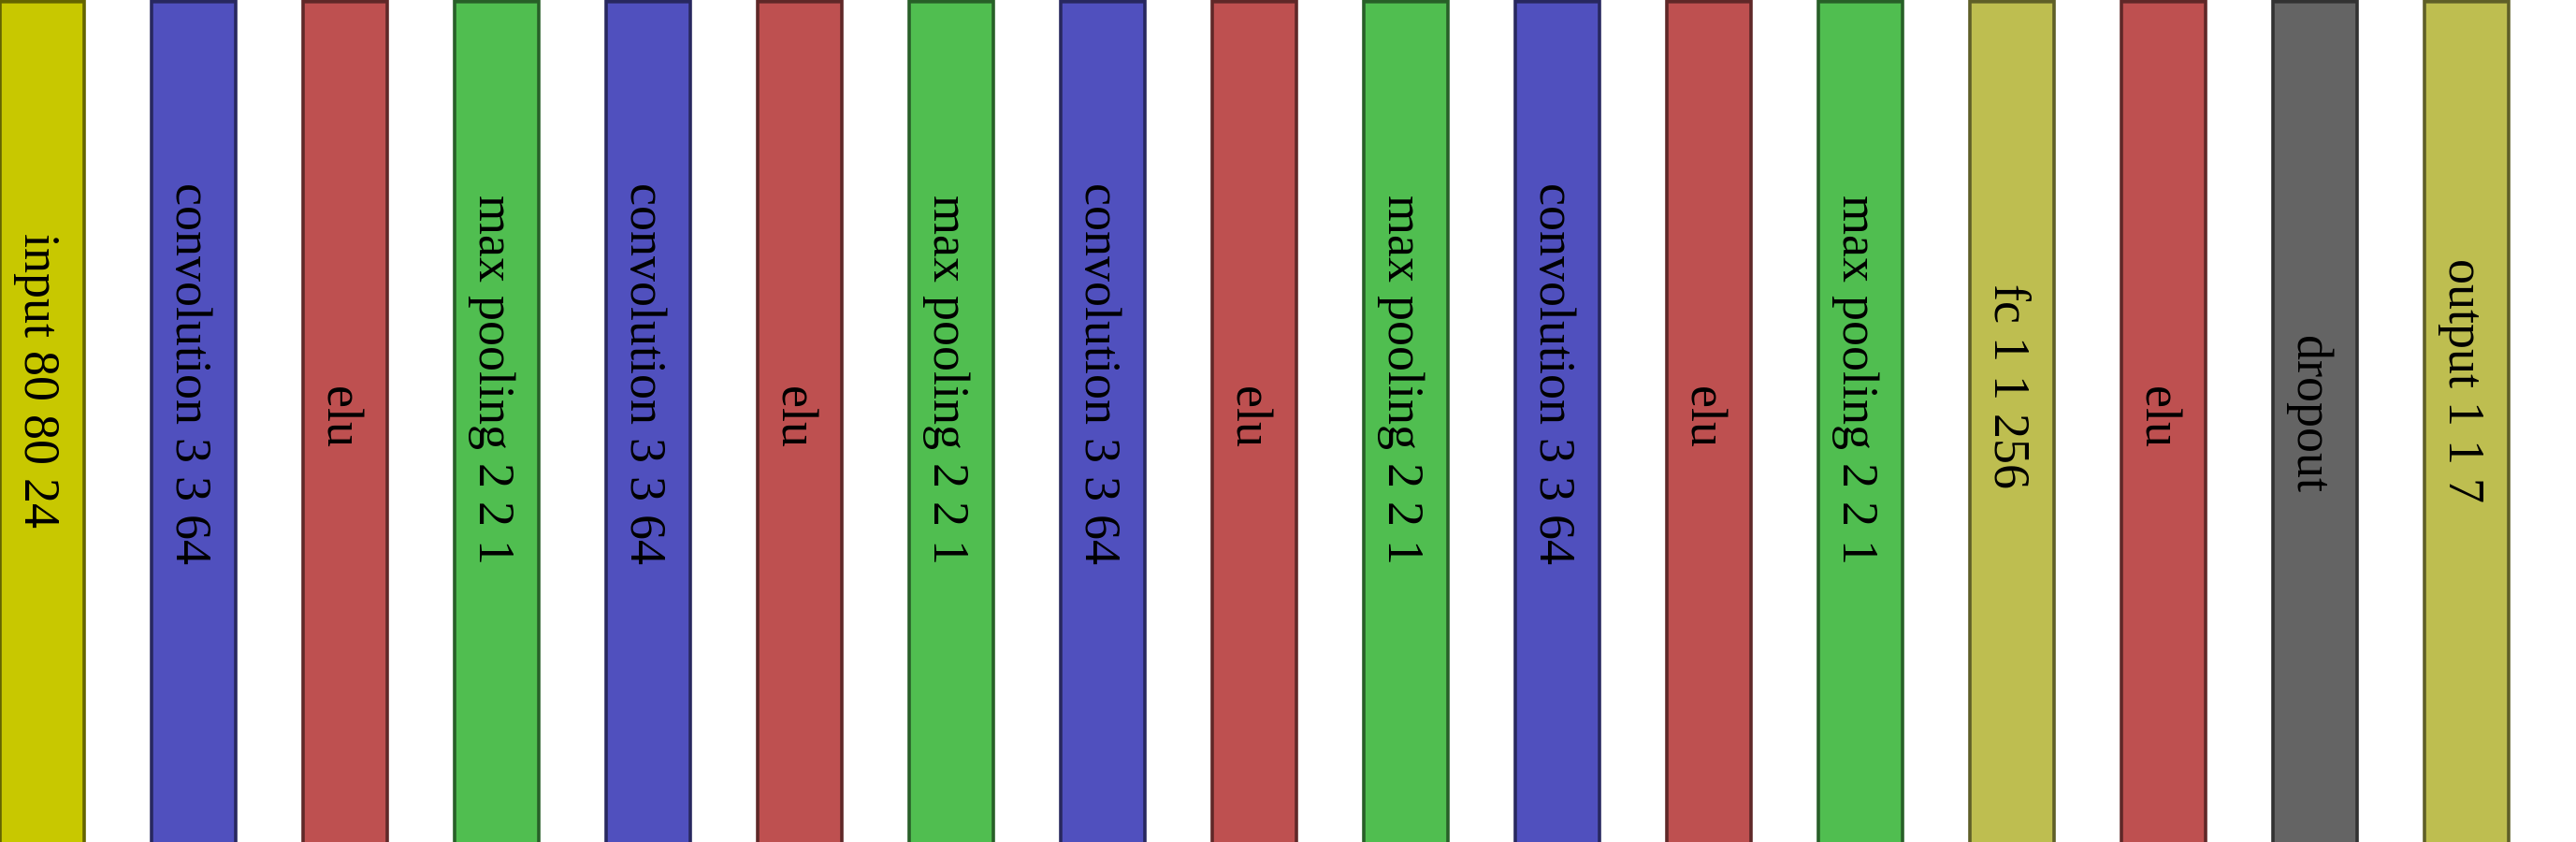 input 80 80 24
convolution 3 3 64
elu
max pooling 2 2 1
convolution 3 3 64
elu
max pooling 2 2 1
convolution 3 3 64
elu
max pooling 2 2 1
convolution 3 3 64
elu
max pooling 2 2 1
fc 1 1 256
elu
dropout
output 1 1 7